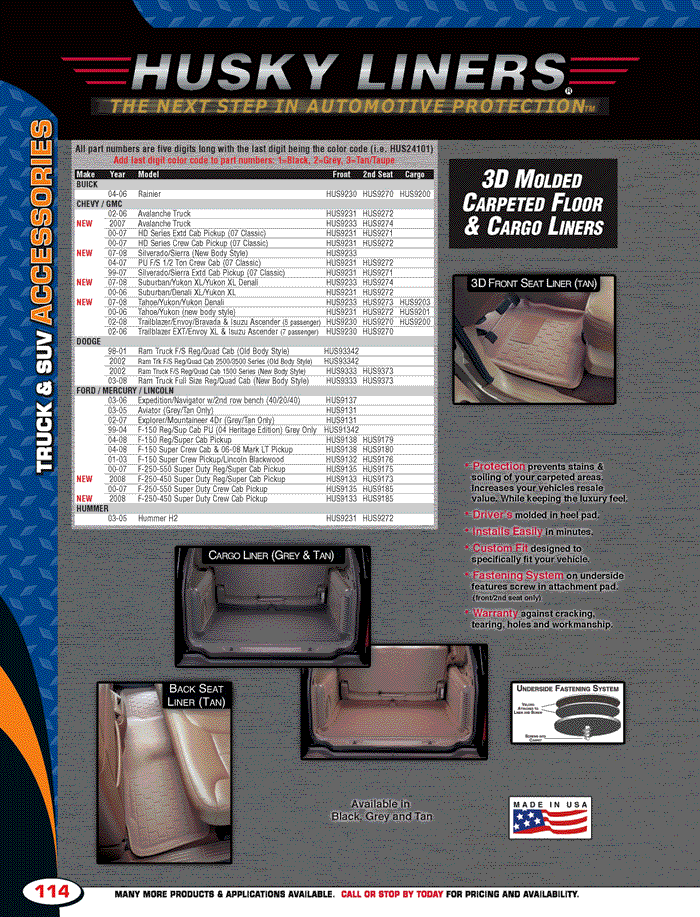 HUSKY LINERS®
THE NEXT STEP IN AUTOMOTIVE PROTECTION™
TRUCK & SUV ACCESSORIES
All part numbers are five digits long with the last digit being the color code (i.e. HUS24101)
Add last digit color code to part numbers: 1=Black, 2=Grey, 3=Tan/Taupe
Make Year Model Front 2nd Seat Cargo
BUICK
04-06 Rainier HUS9230 HUS9270 HUS9200
CHEVY / GMC
02-06 Avalanche Truck HUS9231 HUS9272
NEW 2007 Avalanche Truck HUS9233 HUS9274
00-07 HD Series Extd Cab Pickup (07 Classic) HUS9231 HUS9271
00-07 HD Series Crew Cab Pickup (07 Classic) HUS9231 HUS9272
NEW 07-08 Silverado/Sierra (New Body Style) HUS9233
04-07 PU F/S 1/2 Ton Crew Cab (07 Classic) HUS9231 HUS9272
99-07 Silverado/Sierra Extd Cab Pickup (07 Classic) HUS9231 HUS9271
NEW 07-08 Suburban/Yukon XL/Yukon XL Denali HUS9233 HUS9274
00-06 Suburban/Denali XL/Yukon XL HUS9231 HUS9272
NEW 07-08 Tahoe/Yukon/Yukon Denali HUS9233 HUS9273 HUS9203
00-06 Tahoe/Yukon (new body style) HUS9231 HUS9272 HUS9201
02-08 Trailblazer/Envoy/Bravada & Isuzu Ascender (5 passenger) HUS9230 HUS9270 HUS9200
02-06 Trailblazer EXT/Envoy XL & Isuzu Ascender (7 passenger) HUS9230 HUS9270
DODGE
98-01 Ram Truck F/S Reg/Quad Cab (Old Body Style) HUS93342
2002 Ram Trk F/S Reg/Quad Cab 2500/3500 Series (Old Body Style) HUS93342
2002 Ram Truck F/S Reg/Quad Cab 1500 Series (New Body Style) HUS9333 HUS9373
03-08 Ram Truck Full Size Reg/Quad Cab (New Body Style) HUS9333 HUS9373
FORD / MERCURY / LINCOLN
03-06 Expedition/Navigator w/2nd row bench (40/20/40) HUS9137
03-05 Aviator (Grey/Tan Only) HUS9131
02-07 Explorer/Mountaineer 4Dr (Grey/Tan Only) HUS9131
99-04 F-150 Reg/Sup Cab PU (04 Heritage Edition) Grey Only HUS91342
04-08 F-150 Reg/Super Cab Pickup HUS9138 HUS9179
04-08 F-150 Super Crew Cab & 06-08 Mark LT Pickup HUS9138 HUS9180
01-03 F-150 Super Crew Pickup/Lincoln Blackwood HUS9132 HUS9176
00-07 F-250-550 Super Duty Reg/Super Cab Pickup HUS9135 HUS9175
NEW 2008 F-250-450 Super Duty Reg/Super Cab Pickup HUS9133 HUS9173
00-07 F-250-550 Super Duty Crew Cab Pickup HUS9135 HUS9185
NEW 2008 F-250-450 Super Duty Crew Cab Pickup HUS9133 HUS9185
HUMMER
03-05 Hummer H2 HUS9231 HUS9272
3D MOLDED
CARPETED FLOOR
& CARGO LINERS
3D FRONT SEAT LINER (TAN)
* Protection prevents stains &
soiling of your carpeted areas.
Increases your vehicles resale
value. While keeping the luxury feel.
* Driver's molded in heel pad.
* Installs Easily in minutes.
* Custom Fit designed to
specifically fit your vehicle.
* Fastening System on underside
features screw in attachment pad.
(front/2nd seat only)
* Warranty against cracking,
tearing, holes and workmanship.
CARGO LINER (GREY & TAN)
BACK SEAT
LINER (TAN)
UNDERSIDE FASTENING SYSTEM
VELCRO
ATTACHED TO
LINER AND SCREW
SCREWS INTO
CARPET
Available in
Black, Grey and Tan
MADE IN USA
114
MANY MORE PRODUCTS & APPLICATIONS AVAILABLE. CALL OR STOP BY TODAY FOR PRICING AND AVAILABILITY.